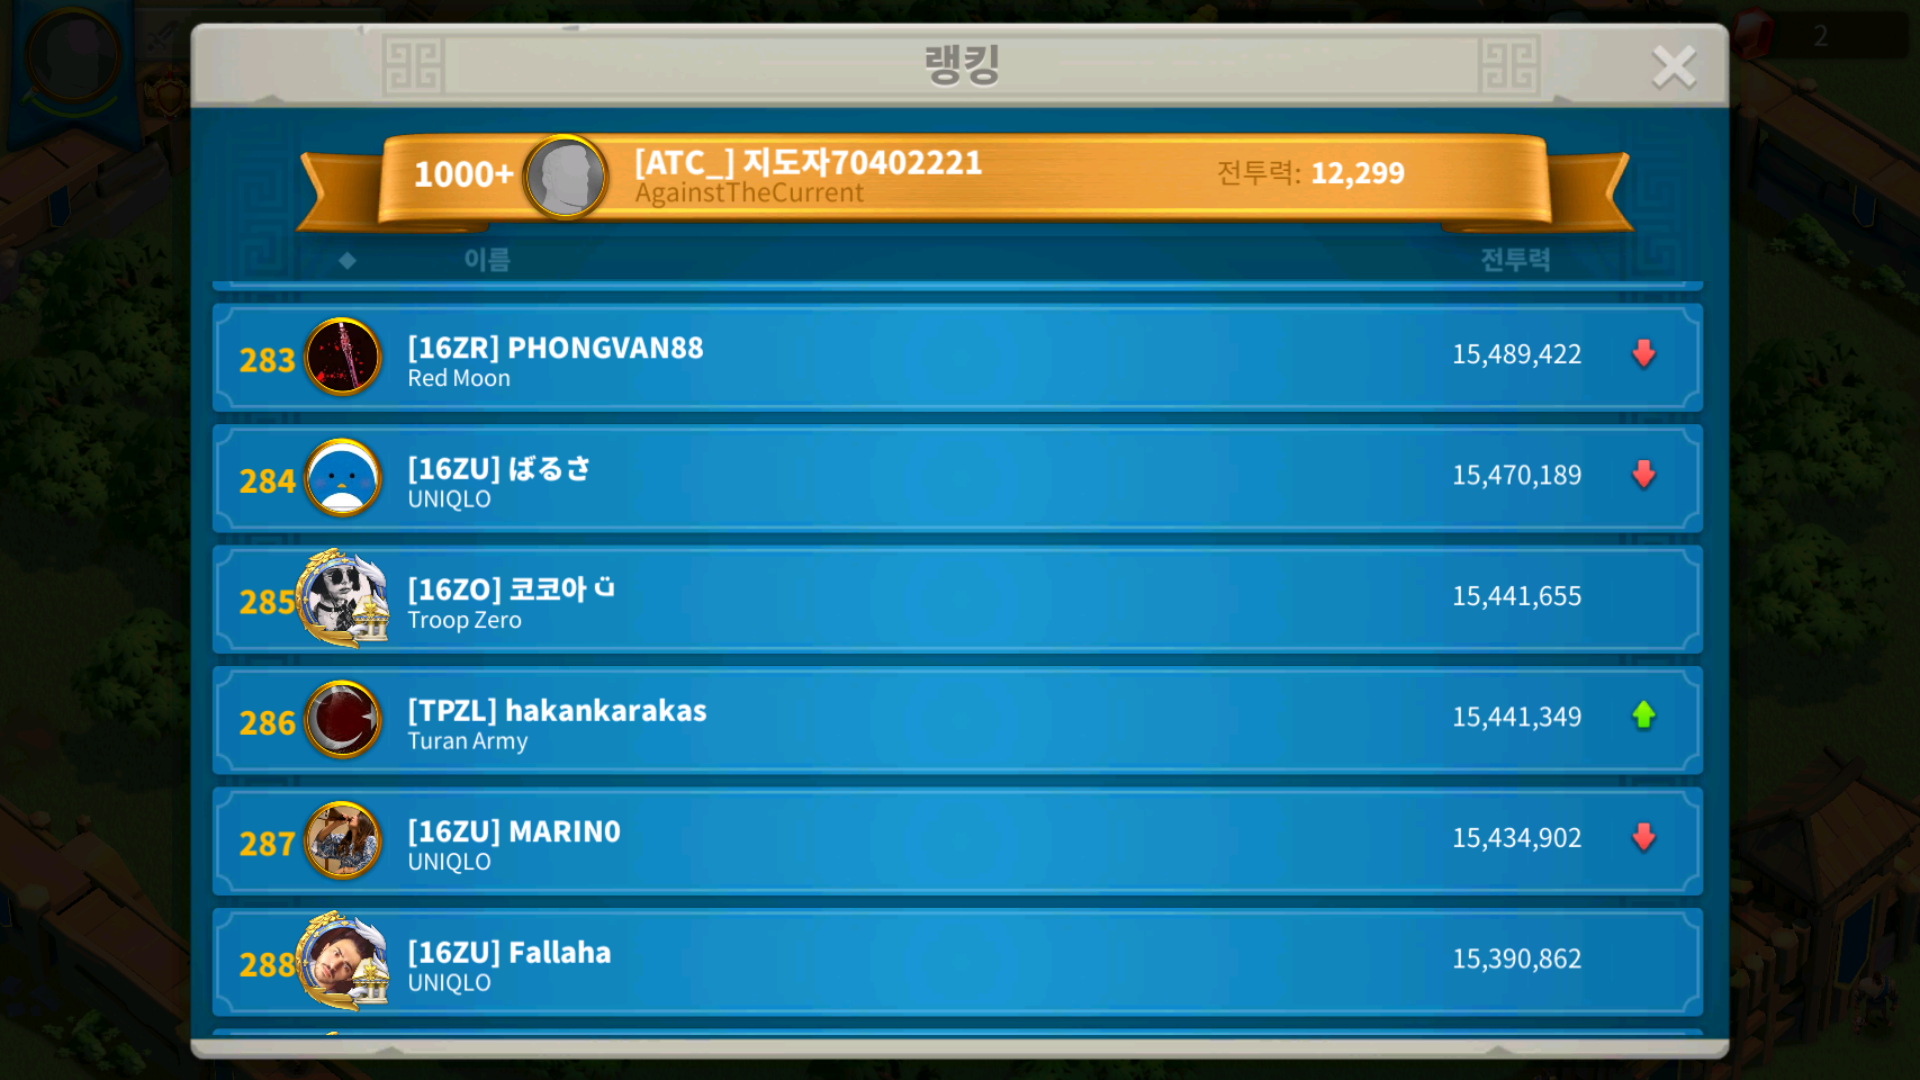 랭킹
2
1000+
[ATC_] 지도자70402221
AgainstTheCurrent
전투력: 12,299
이름
전투력
283
[16ZR] PHONGVAN88
Red Moon
15,489,422
284
[16ZU] ばるさ
UNIQLO
15,470,189
285
[16ZO] 코코아 ü
Troop Zero
15,441,655
286
[TPZL] hakankarakas
Turan Army
15,441,349
287
[16ZU] MARIN0
UNIQLO
15,434,902
288
[16ZU] Fallaha
UNIQLO
15,390,862